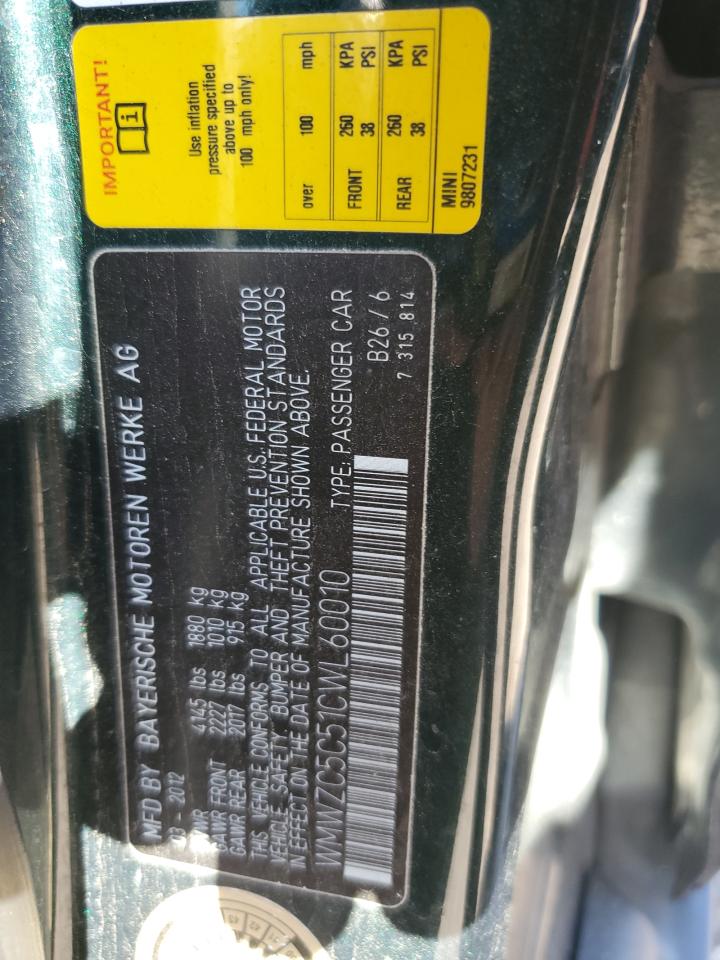 IMPORTANT!
i
Use inflation
pressure specified
above up to
100 mph only!
over 100 mph
FRONT 260 KPA
38 PSI
REAR 260 KPA
38 PSI
MINI
9807231
MFD BY BAYERISCHE MOTOREN WERKE AG
03 - 2012
GVWR 4145 lbs 1880 kg
GAWR FRONT 2227 lbs 1010 kg
GAWR REAR 2017 lbs 915 kg
THIS VEHICLE CONFORMS TO ALL APPLICABLE U.S. FEDERAL MOTOR
VEHICLE SAFETY, BUMPER AND THEFT PREVENTION STANDARDS
IN EFFECT ON THE DATE OF MANUFACTURE SHOWN ABOVE.
WMWZC5C51CWL60010 TYPE: PASSENGER CAR
B26 / 6
7 315 814